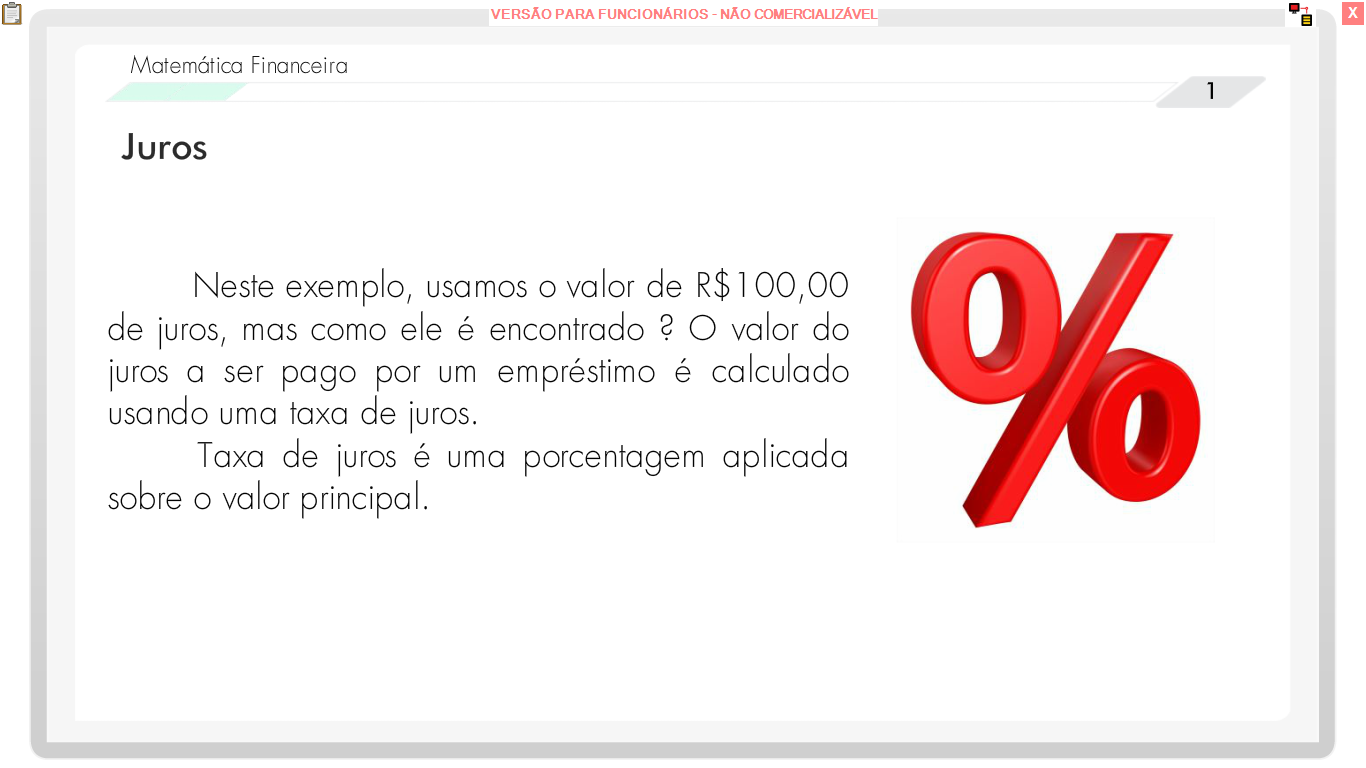 VERSÃO PARA FUNCIONÁRIOS - NÃO COMERCIALIZÁVEL
X
Matemática Financeira
1
Juros
Neste exemplo, usamos o valor de R$100,00
de juros, mas como ele é encontrado ? O valor do
juros a ser pago por um empréstimo é calculado
usando uma taxa de juros.
Taxa de juros é uma porcentagem aplicada
sobre o valor principal.
%